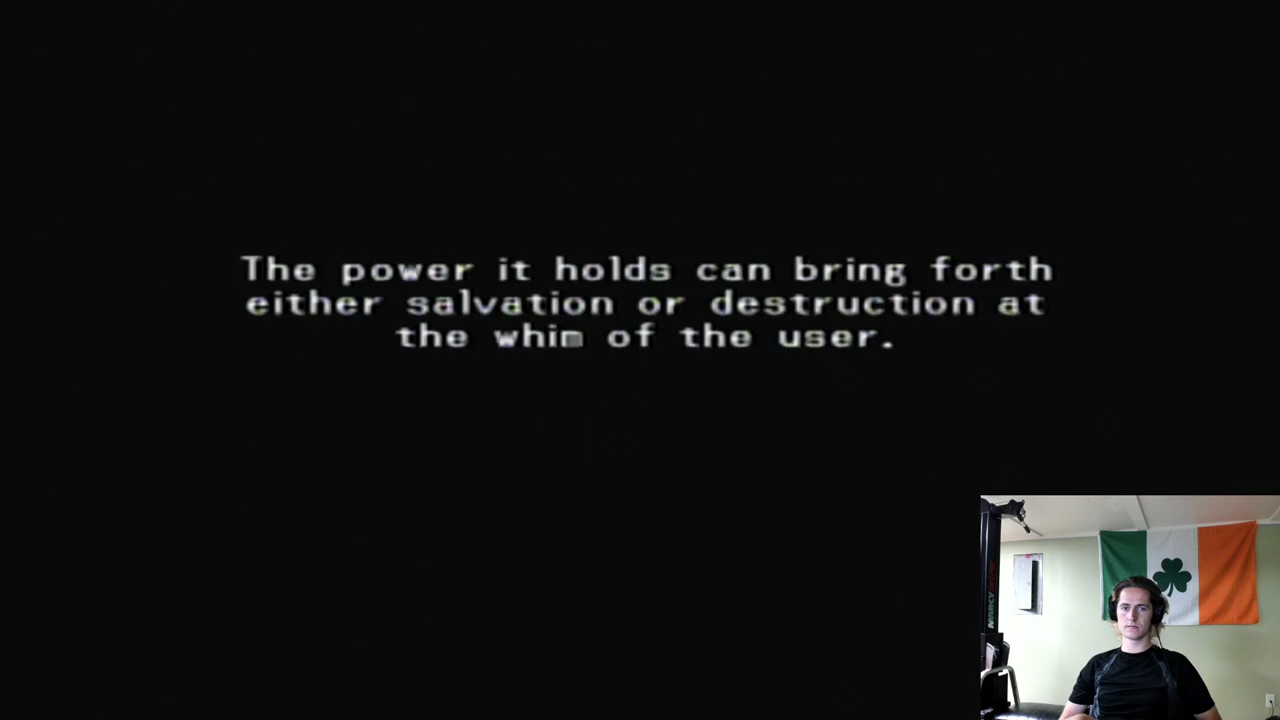 The power it holds can bring forth
either salvation or destruction at
the whim of the user.